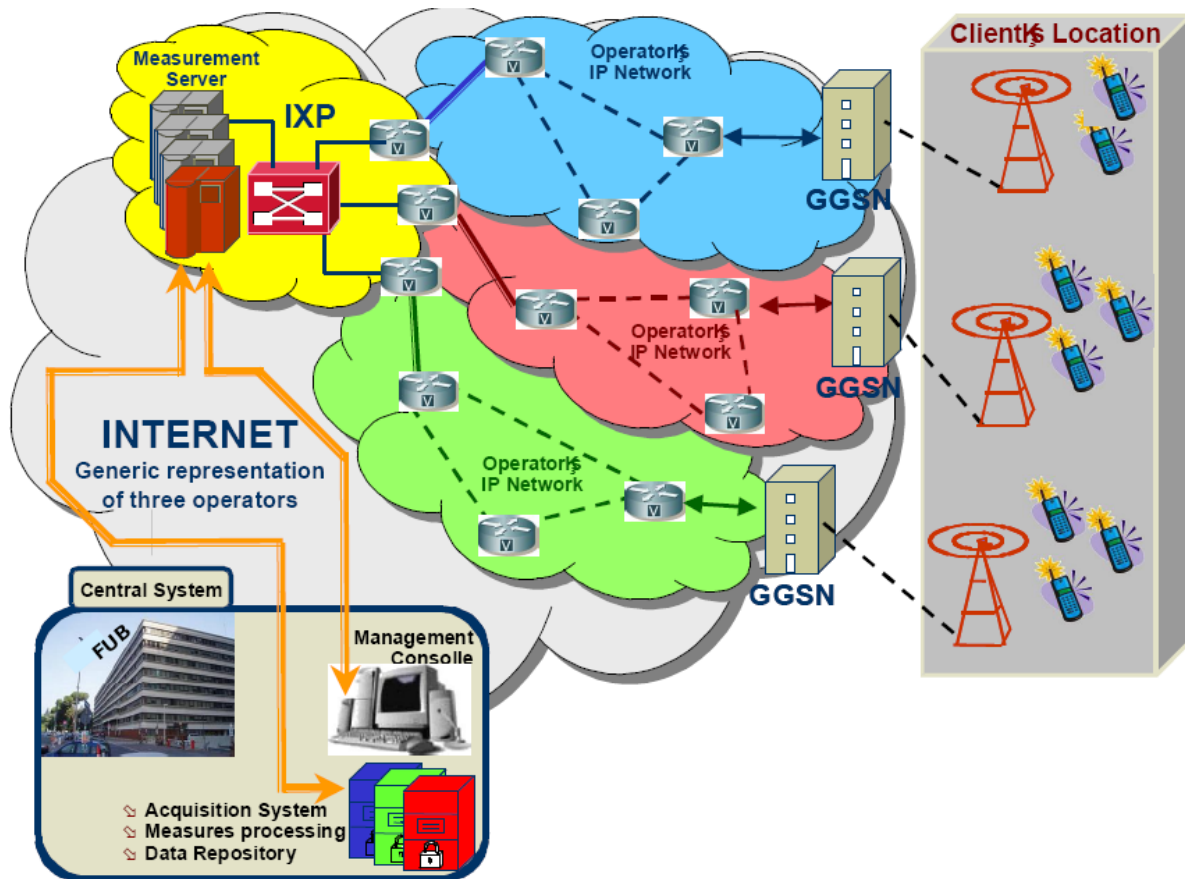 Measurement
Server
IXP
Operator's
IP Network
GGSN
Client's Location
Operator's
IP Network
GGSN
INTERNET
Generic representation
of three operators
Operator's
IP Network
GGSN
Central System
FUB
Management
Consolle
Acquisition System
Measures processing
Data Repository
V
V
V
V
V
V
V
V
V
V
V
V